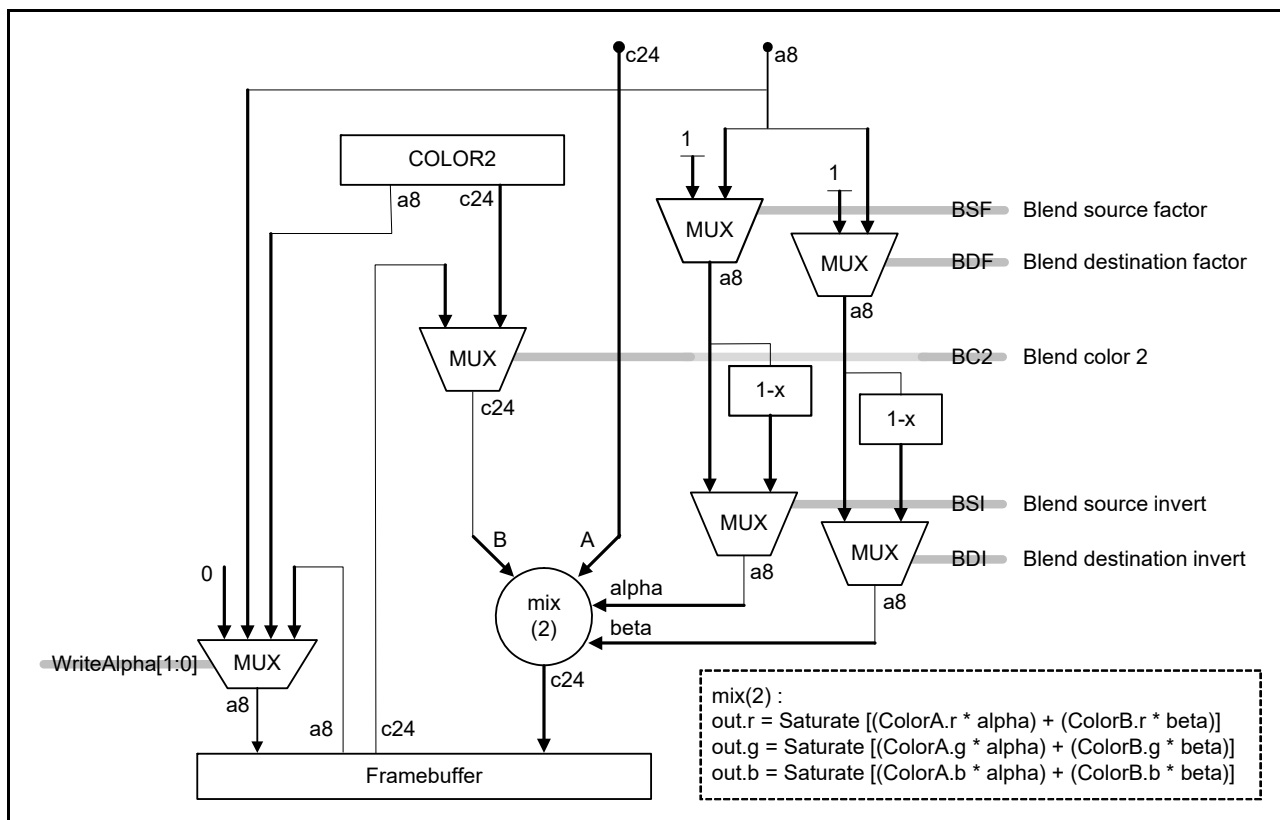 c24
a8
1
COLOR2
a8
c24
1
MUX
BSF Blend source factor
MUX
BDF Blend destination factor
a8
a8
MUX
BC2 Blend color 2
1-x
c24
1-x
MUX
BSI Blend source invert
B
A
MUX
BDI Blend destination invert
0
a8
alpha
mix
(2)
a8
beta
WriteAlpha[1:0]
MUX
c24
a8
a8
c24
mix(2) :
out.r = Saturate [(ColorA.r * alpha) + (ColorB.r * beta)]
out.g = Saturate [(ColorA.g * alpha) + (ColorB.g * beta)]
out.b = Saturate [(ColorA.b * alpha) + (ColorB.b * beta)]
Framebuffer